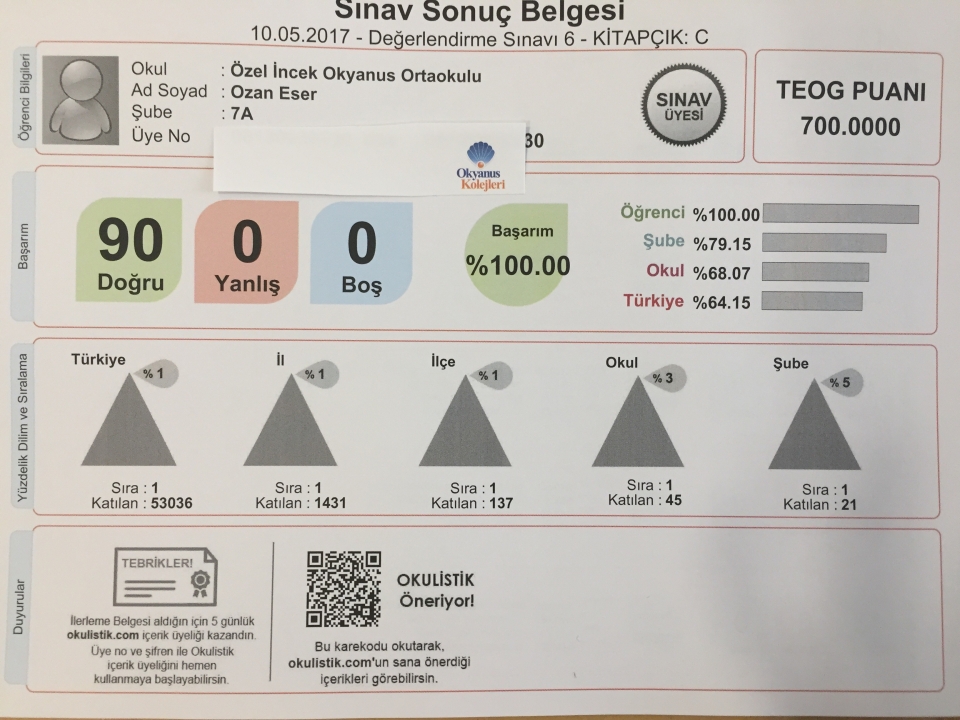 Sınav Sonuç Belgesi
10.05.2017 - Değerlendirme Sınavı 6 - KİTAPÇIK: C
Öğrenci Bilgileri
Okul : Özel İncek Okyanus Ortaokulu
Ad Soyad : Ozan Eser
Şube : 7A
Üye No 30
Okyanus
Kolejleri
SINAV
ÜYESİ
TEOG PUANI
700.0000
Başarım
90
Doğru
0
Yanlış
0
Boş
Başarım
%100.00
Öğrenci %100.00
Şube %79.15
Okul %68.07
Türkiye %64.15
Yüzdelik Dilim ve Sıralama
Türkiye
% 1
Sıra : 1
Katılan : 53036
İl
% 1
Sıra : 1
Katılan : 1431
İlçe
% 1
Sıra : 1
Katılan : 137
Okul
% 3
Sıra : 1
Katılan : 45
Şube
% 5
Sıra : 1
Katılan : 21
Duyurular
TEBRİKLER!
İlerleme Belgesi aldığın için 5 günlük
okulistik.com içerik üyeliği kazandın.
Üye no ve şifren ile Okulistik
içerik üyeliğini hemen
kullanmaya başlayabilirsin.
OKULİSTİK
Öneriyor!
Bu karekodu okutarak,
okulistik.com'un sana önerdiği
içerikleri görebilirsin.